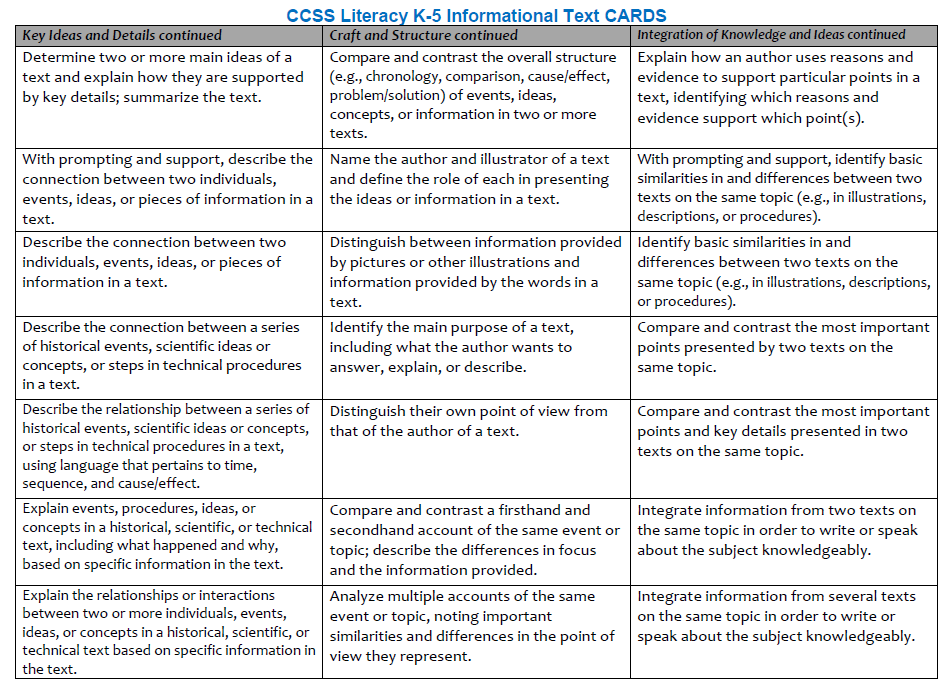 CCSS Literacy K-5 Informational Text CARDS
Key Ideas and Details continued
Craft and Structure continued
Integration of Knowledge and Ideas continued
Determine two or more main ideas of a
text and explain how they are supported
by key details; summarize the text.
Compare and contrast the overall structure
(e.g., chronology, comparison, cause/effect,
problem/solution) of events, ideas,
concepts, or information in two or more
texts.
Explain how an author uses reasons and
evidence to support particular points in a
text, identifying which reasons and
evidence support which point(s).
With prompting and support, describe the
connection between two individuals,
events, ideas, or pieces of information in a
text.
Name the author and illustrator of a text
and define the role of each in presenting
the ideas or information in a text.
With prompting and support, identify basic
similarities in and differences between two
texts on the same topic (e.g., in illustrations,
descriptions, or procedures).
Describe the connection between two
individuals, events, ideas, or pieces of
information in a text.
Distinguish between information provided
by pictures or other illustrations and
information provided by the words in a
text.
Identify basic similarities in and
differences between two texts on the
same topic (e.g., in illustrations, descriptions,
or procedures).
Describe the connection between a series
of historical events, scientific ideas or
concepts, or steps in technical procedures
in a text.
Identify the main purpose of a text,
including what the author wants to
answer, explain, or describe.
Compare and contrast the most important
points presented by two texts on the
same topic.
Describe the relationship between a series of
historical events, scientific ideas or concepts,
or steps in technical procedures in a text,
using language that pertains to time,
sequence, and cause/effect.
Distinguish their own point of view from
that of the author of a text.
Compare and contrast the most important
points and key details presented in two
texts on the same topic.
Explain events, procedures, ideas, or
concepts in a historical, scientific, or technical
text, including what happened and why,
based on specific information in the text.
Compare and contrast a firsthand and
secondhand account of the same event or
topic; describe the differences in focus
and the information provided.
Integrate information from two texts on
the same topic in order to write or speak
about the subject knowledgeably.
Explain the relationships or interactions
between two or more individuals, events,
ideas, or concepts in a historical, scientific, or
technical text based on specific information in
the text.
Analyze multiple accounts of the same
event or topic, noting important
similarities and differences in the point of
view they represent.
Integrate information from several texts
on the same topic in order to write or
speak about the subject knowledgeably.